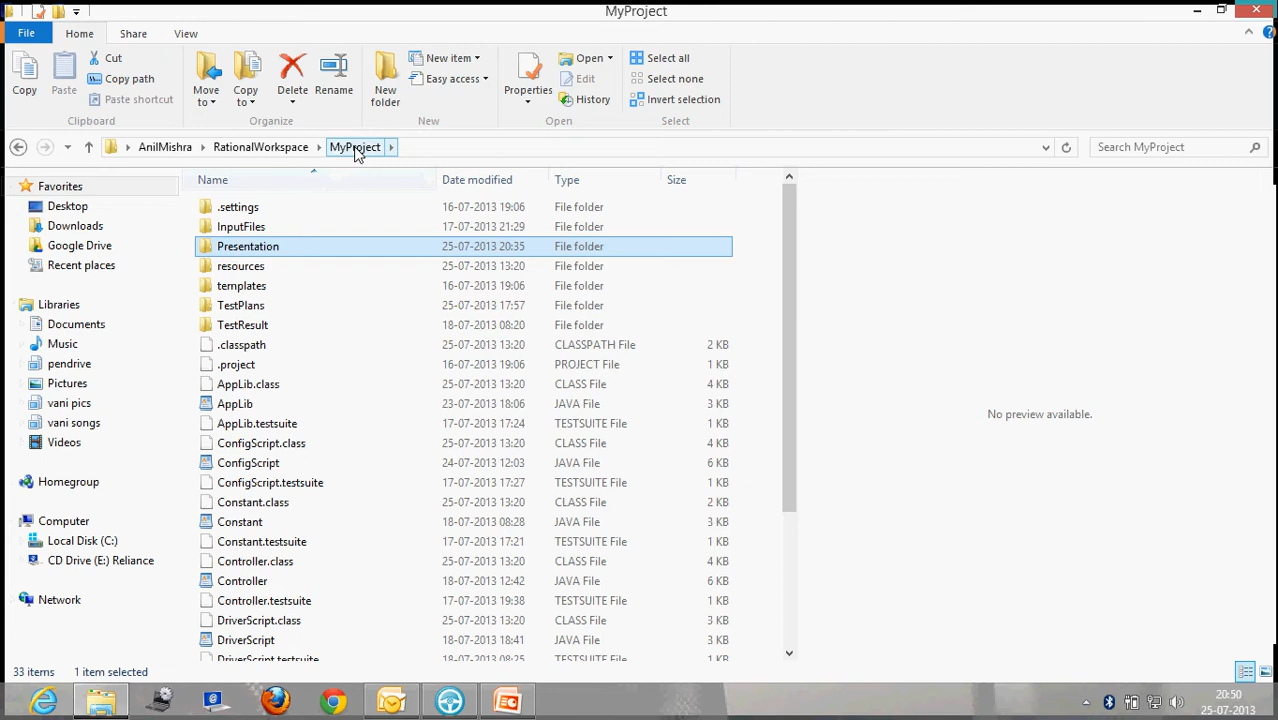 MyProject
File Home Share View
Copy Paste Cut Copy path Paste shortcut Move to Copy to Delete Rename New folder New item Easy access Properties Open Edit History Select all Select none Invert selection
Clipboard Organize New Open Select
AnilMishra RationalWorkspace MyProject Search MyProject
Favorites
Desktop
Downloads
Google Drive
Recent places
Libraries
Documents
Music
pendrive
Pictures
vani pics
vani songs
Videos
Homegroup
Computer
Local Disk (C:)
CD Drive (E:) Reliance
Network
Name Date modified Type Size
.settings 16-07-2013 19:06 File folder
InputFiles 17-07-2013 21:29 File folder
Presentation 25-07-2013 20:35 File folder
resources 25-07-2013 13:20 File folder
templates 16-07-2013 19:06 File folder
TestPlans 25-07-2013 17:57 File folder
TestResult 18-07-2013 08:20 File folder
.classpath 25-07-2013 13:20 CLASSPATH File 2 KB
.project 16-07-2013 19:06 PROJECT File 1 KB
AppLib.class 25-07-2013 13:20 CLASS File 4 KB
AppLib 23-07-2013 18:06 JAVA File 3 KB
AppLib.testsuite 17-07-2013 17:24 TESTSUITE File 1 KB
ConfigScript.class 25-07-2013 13:20 CLASS File 4 KB
ConfigScript 24-07-2013 12:03 JAVA File 6 KB
ConfigScript.testsuite 17-07-2013 17:27 TESTSUITE File 1 KB
Constant.class 25-07-2013 13:20 CLASS File 2 KB
Constant 18-07-2013 08:28 JAVA File 3 KB
Constant.testsuite 17-07-2013 17:21 TESTSUITE File 1 KB
Controller.class 25-07-2013 13:20 CLASS File 4 KB
Controller 18-07-2013 12:42 JAVA File 6 KB
Controller.testsuite 17-07-2013 19:38 TESTSUITE File 1 KB
DriverScript.class 25-07-2013 13:20 CLASS File 3 KB
DriverScript 18-07-2013 18:41 JAVA File 3 KB
DriverScript.testsuite 18-07-2013 08:25 TESTSUITE File 1 KB
No preview available.
33 items 1 item selected
20:50
25-07-2013